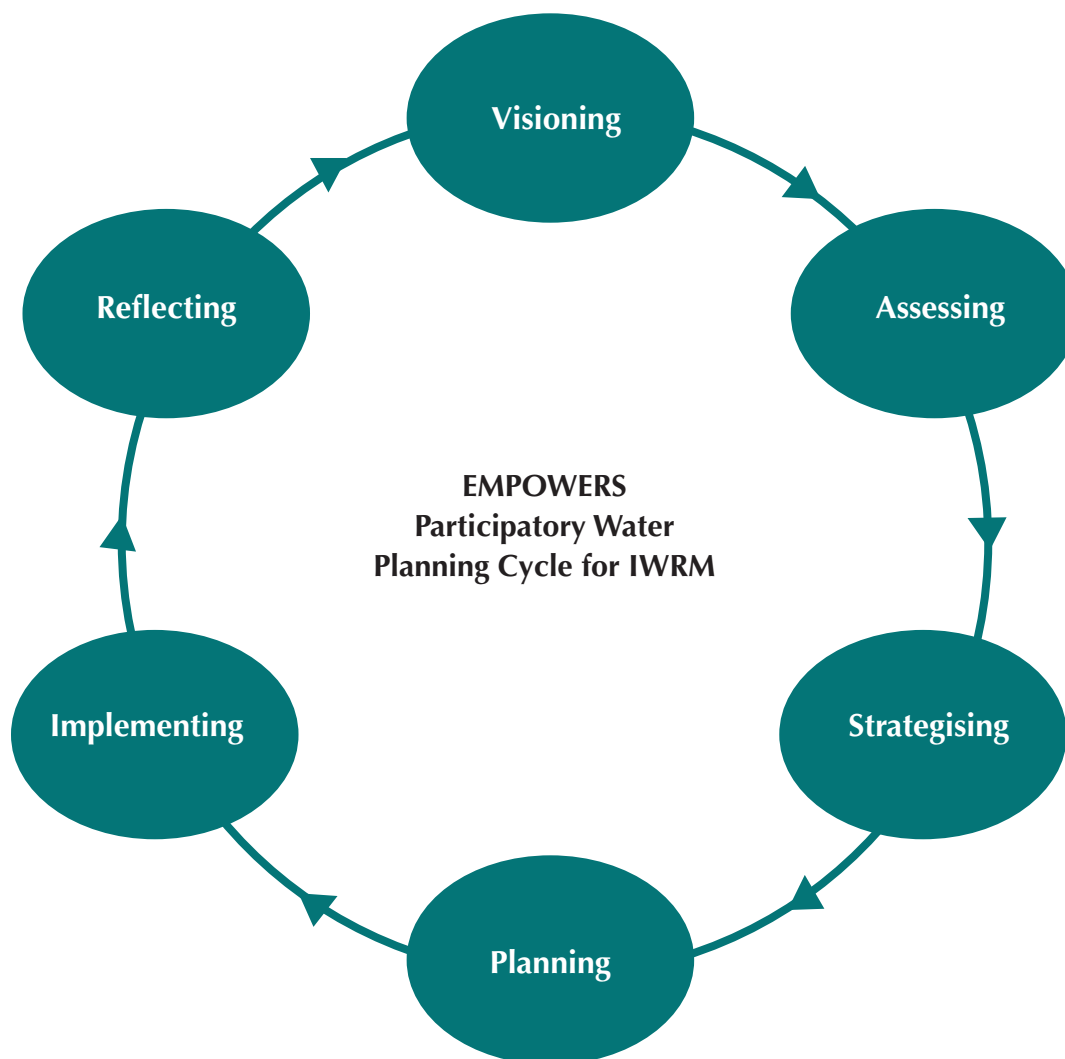 Visioning
Assessing
Reflecting
EMPOWERS
Participatory Water
Planning Cycle for IWRM
Strategising
Implementing
Planning